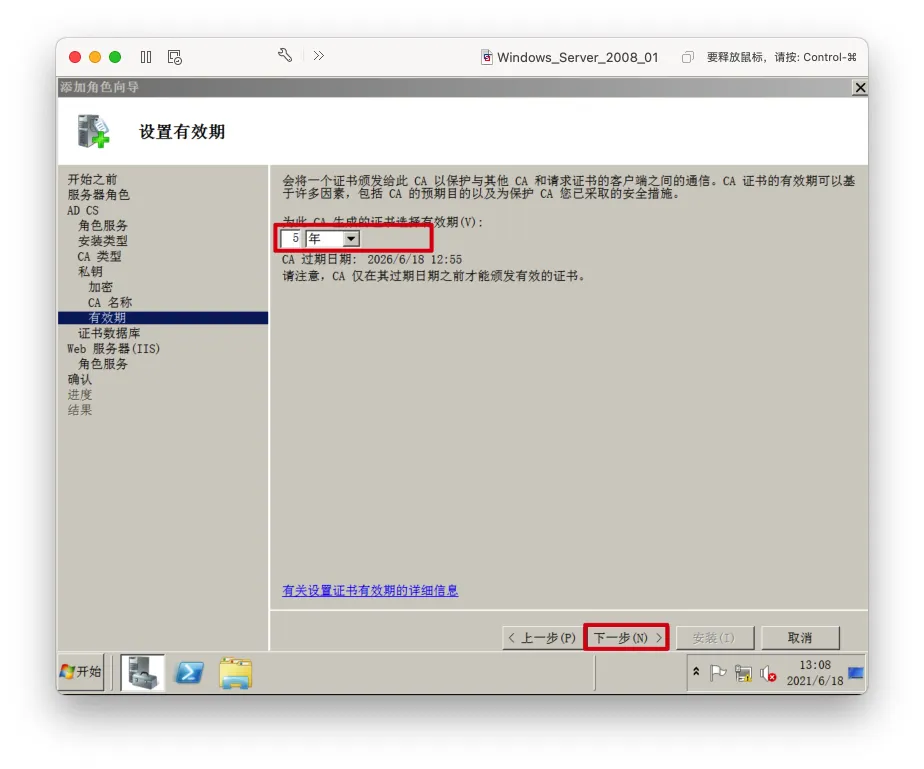 Windows_Server_2008_01
要释放鼠标，请按: Control-⌘
添加角色向导
设置有效期
开始之前
服务器角色
AD CS
角色服务
安装类型
CA 类型
私钥
加密
CA 名称
有效期
证书数据库
Web 服务器(IIS)
角色服务
确认
进度
结果
会将一个证书颁发给此 CA 以保护与其他 CA 和请求证书的客户端之间的通信。CA 证书的有效期可以基
于许多因素，包括 CA 的预期目的以及为保护 CA 您已采取的安全措施。
为此 CA 生成的证书选择有效期(V):
5 年
CA 过期日期: 2026/6/18 12:55
请注意，CA 仅在其过期日期之前才能颁发有效的证书。
有关设置证书有效期的详细信息
< 上一步(P) 下一步(N) > 安装(I) 取消
开始
13:08
2021/6/18